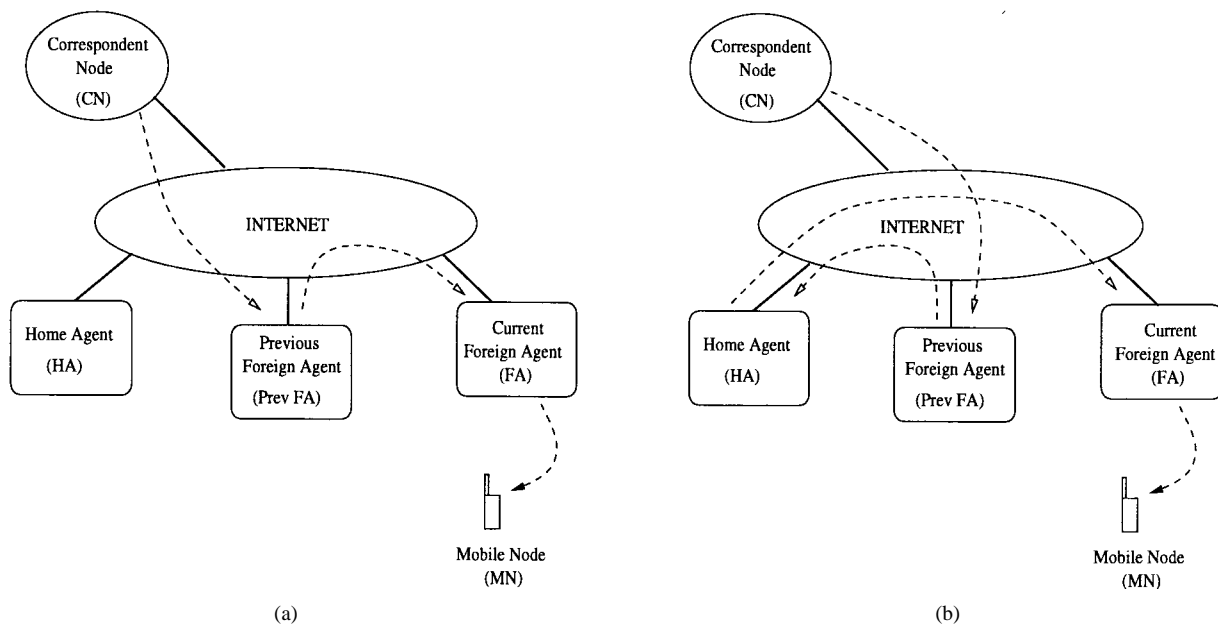 Correspondent
Node
(CN)
INTERNET
Home Agent
(HA)
Previous
Foreign Agent
(Prev FA)
Current
Foreign Agent
(FA)
Mobile Node
(MN)
(a)
Correspondent
Node
(CN)
INTERNET
Home Agent
(HA)
Previous
Foreign Agent
(Prev FA)
Current
Foreign Agent
(FA)
Mobile Node
(MN)
(b)